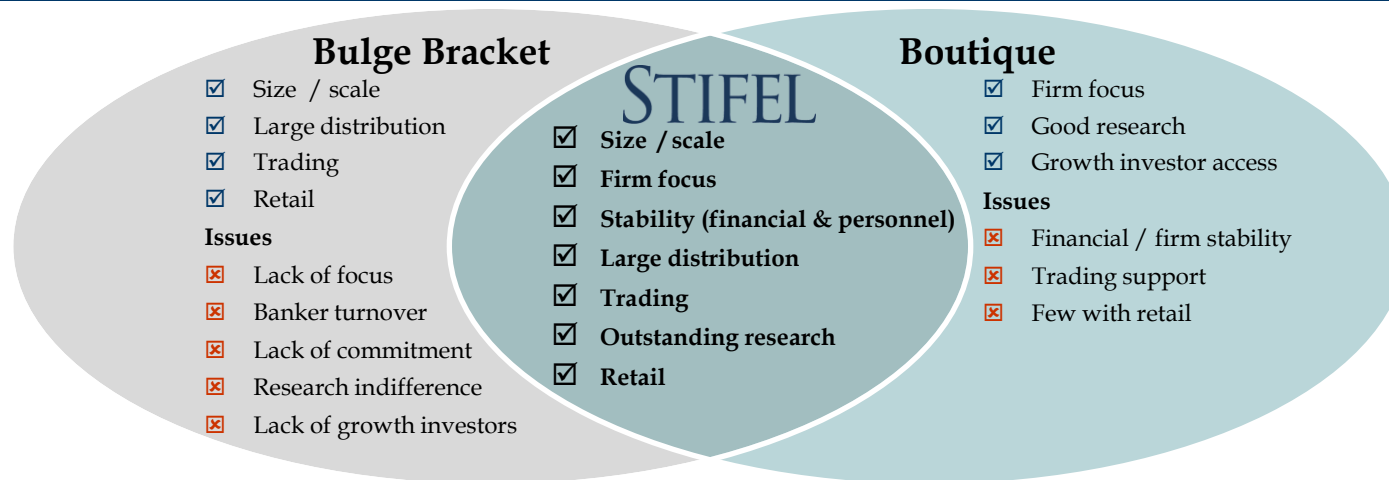 Bulge Bracket
Size / scale
Large distribution
Trading
Retail
Issues
Lack of focus
Banker turnover
Lack of commitment
Research indifference
Lack of growth investors
STIFEL
Size / scale
Firm focus
Stability (financial & personnel)
Large distribution
Trading
Outstanding research
Retail
Boutique
Firm focus
Good research
Growth investor access
Issues
Financial / firm stability
Trading support
Few with retail